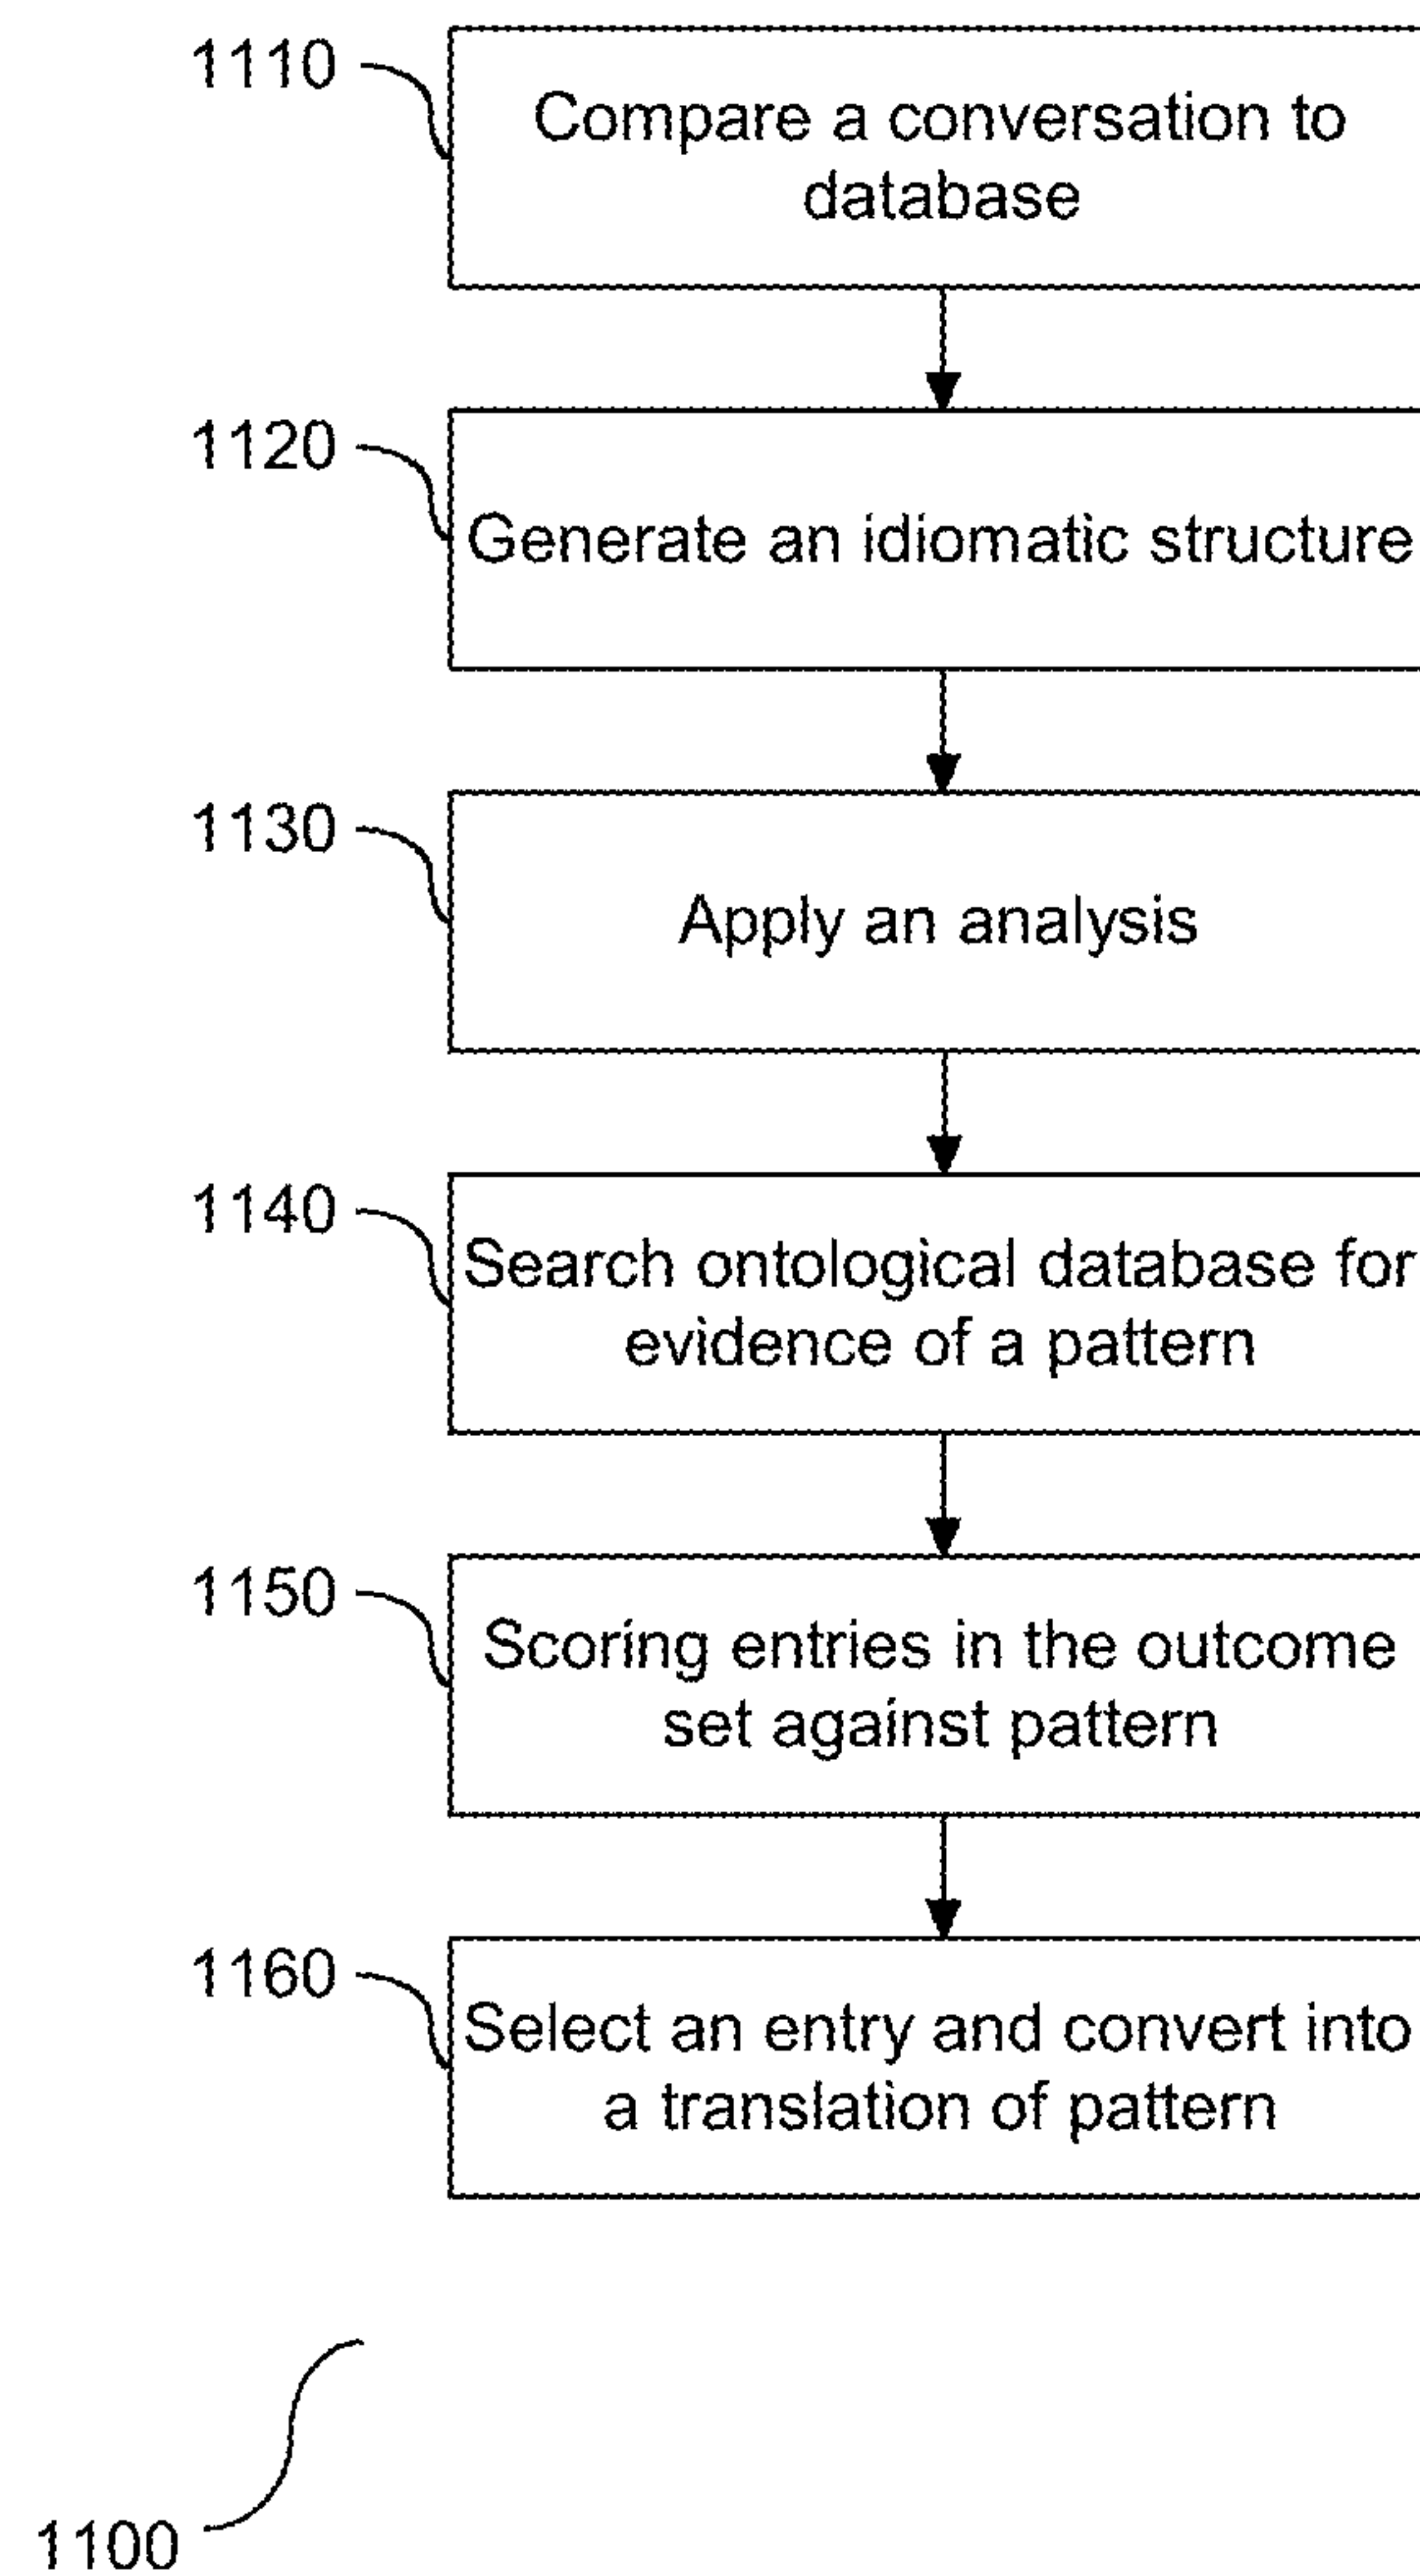 1110
Compare a conversation to
database
1120
Generate an idiomatic structure
1130
Apply an analysis
1140
Search ontological database for
evidence of a pattern
1150
Scoring entries in the outcome
set against pattern
1160
Select an entry and convert into
a translation of pattern
1100